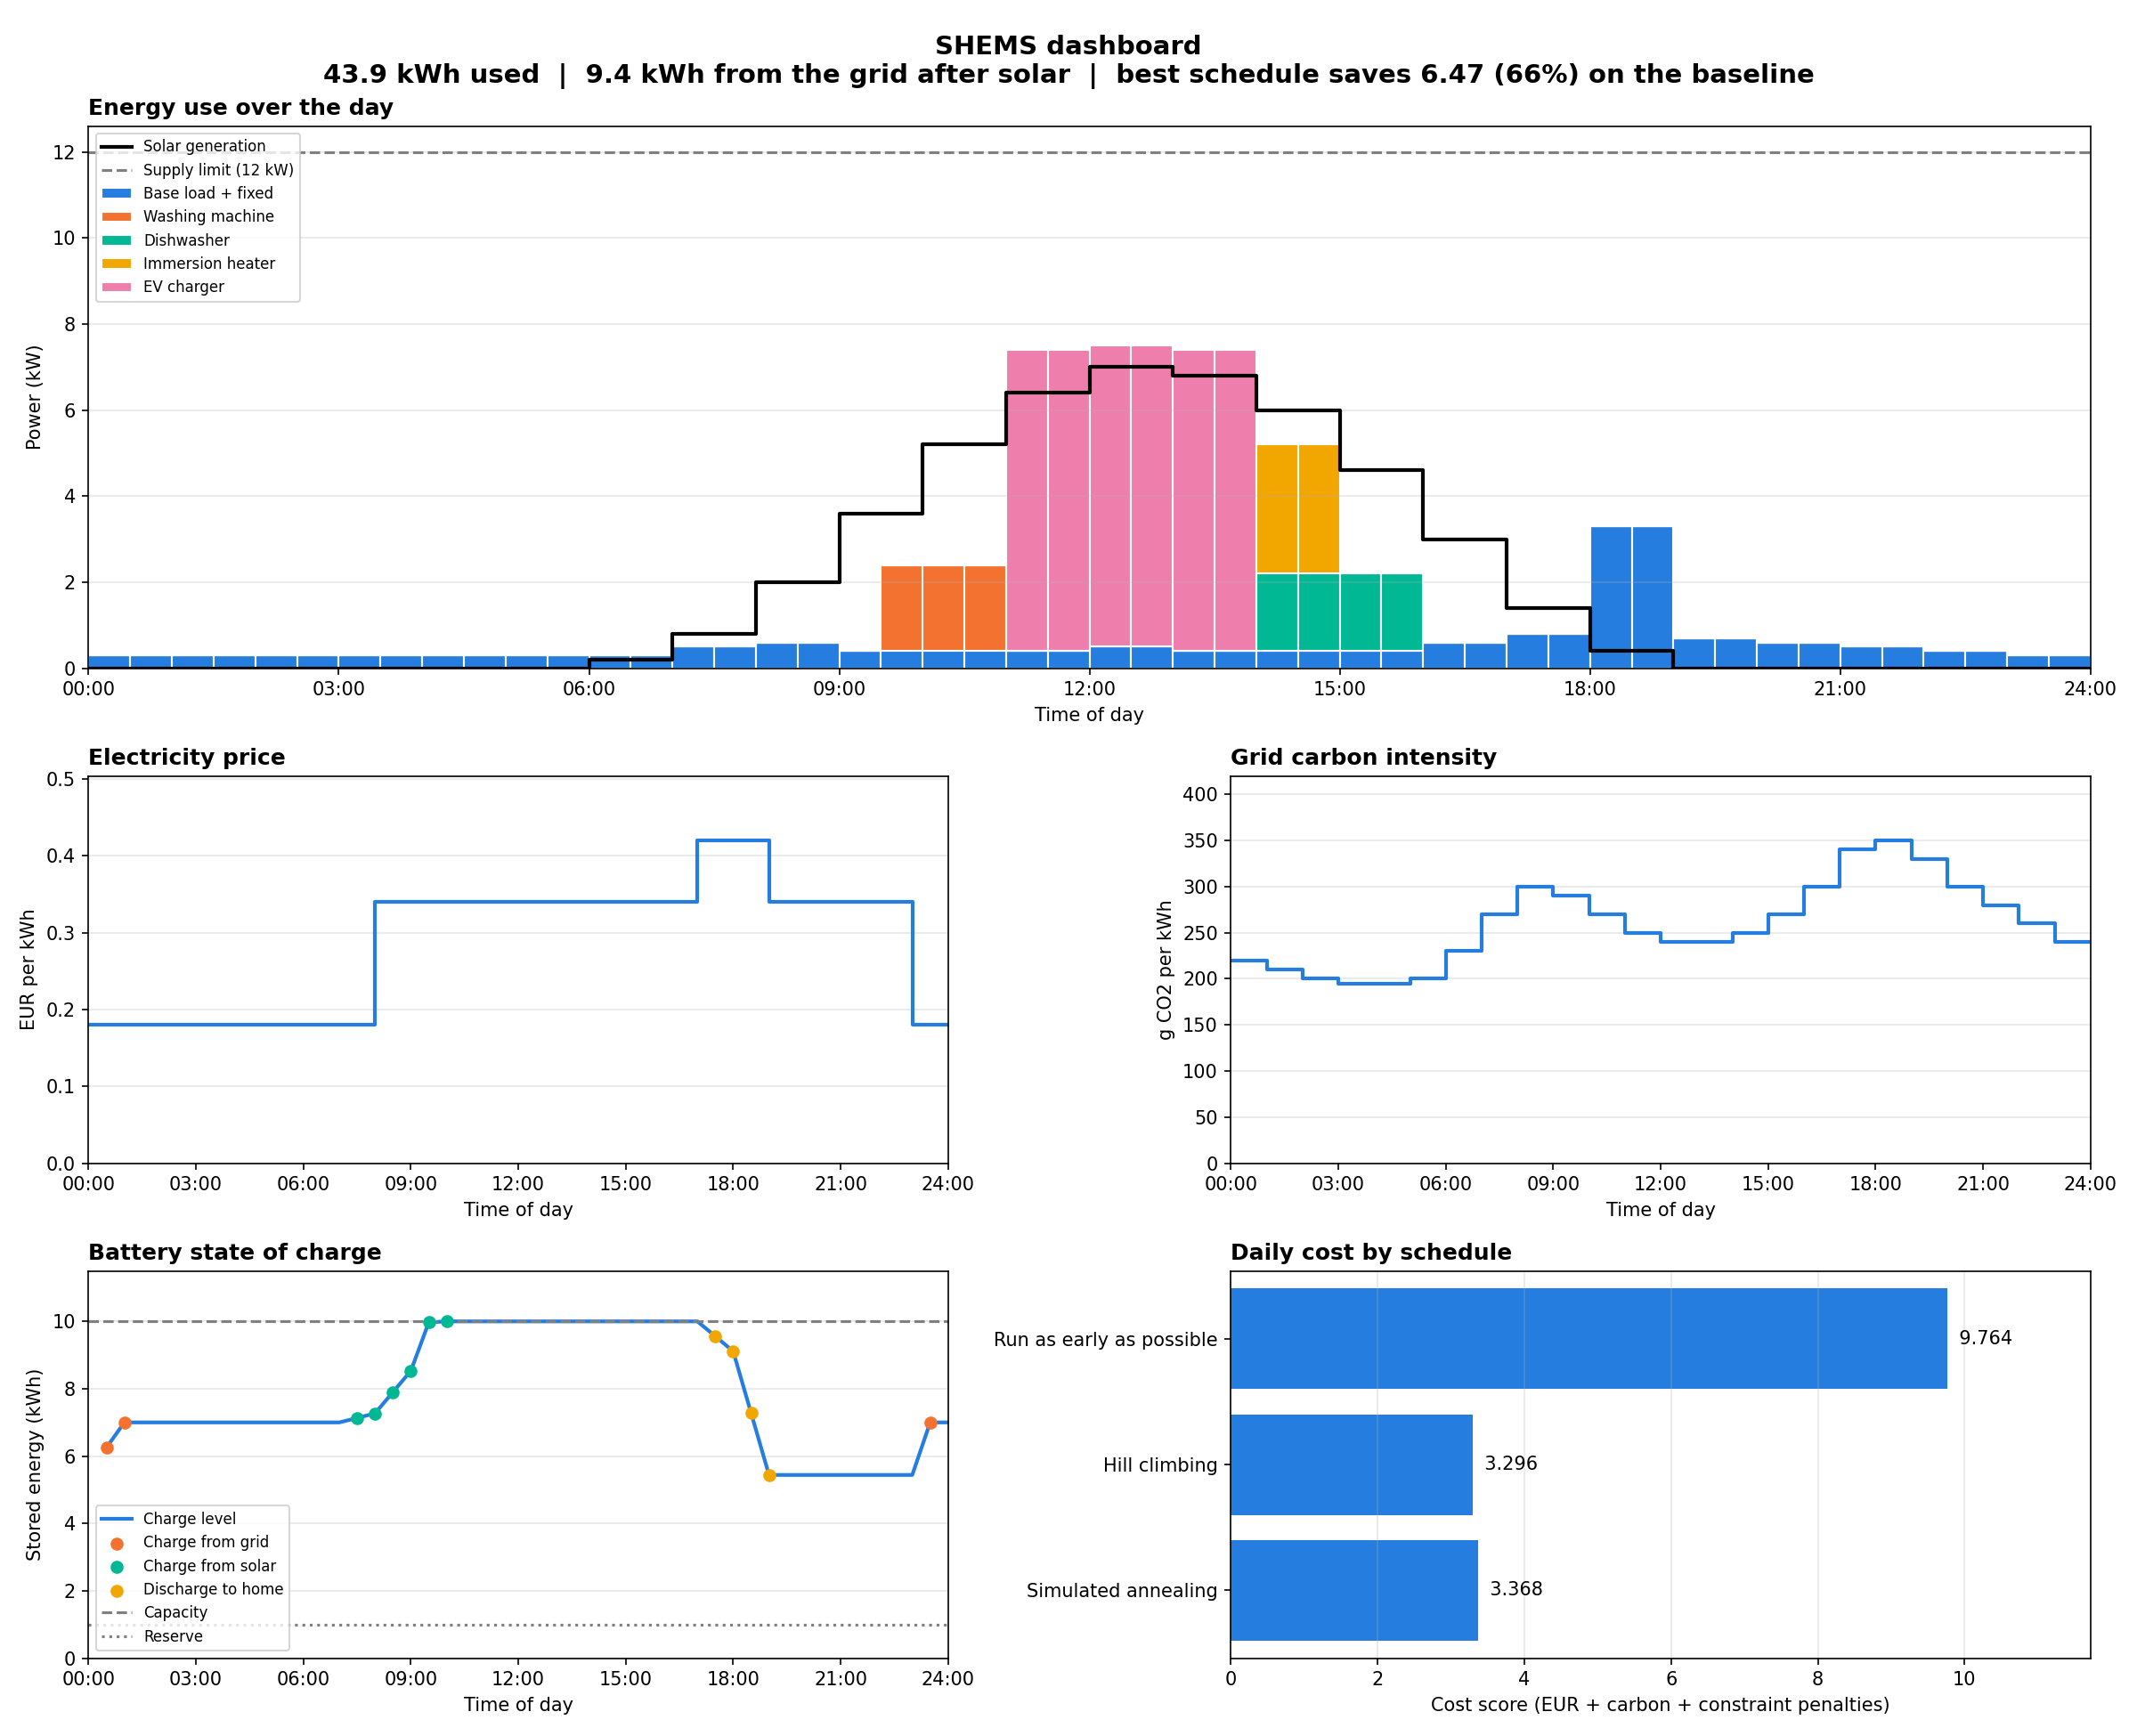 SHEMS dashboard
43.9 kWh used | 9.4 kWh from the grid after solar | best schedule saves 6.47 (66%) on the baseline
Energy use over the day
Solar generation
Supply limit (12 kW)
Base load + fixed
Washing machine
Dishwasher
Immersion heater
EV charger
Power (kW)
12
10
8
6
4
2
0
00:00 03:00 06:00 09:00 12:00 15:00 18:00 21:00 24:00
Time of day
Electricity price
EUR per kWh
0.5
0.4
0.3
0.2
0.1
0.0
00:00 03:00 06:00 09:00 12:00 15:00 18:00 21:00 24:00
Time of day
Grid carbon intensity
g CO2 per kWh
400
350
300
250
200
150
100
50
0
00:00 03:00 06:00 09:00 12:00 15:00 18:00 21:00 24:00
Time of day
Battery state of charge
Stored energy (kWh)
10
8
6
4
2
0
Charge level
Charge from grid
Charge from solar
Discharge to home
Capacity
Reserve
00:00 03:00 06:00 09:00 12:00 15:00 18:00 21:00 24:00
Time of day
Daily cost by schedule
Run as early as possible 9.764
Hill climbing 3.296
Simulated annealing 3.368
0 2 4 6 8 10
Cost score (EUR + carbon + constraint penalties)